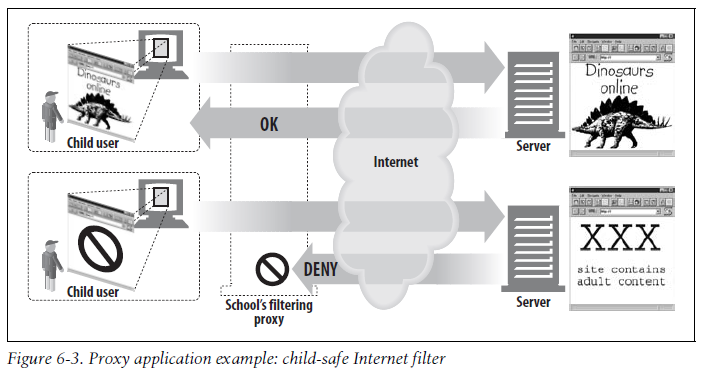 Dinosaurs
online
Child user
OK
Internet
Server
Dinosaurs
online
Child user
DENY
School's filtering
proxy
Server
XXX
site contains
adult content
Figure 6-3. Proxy application example: child-safe Internet filter